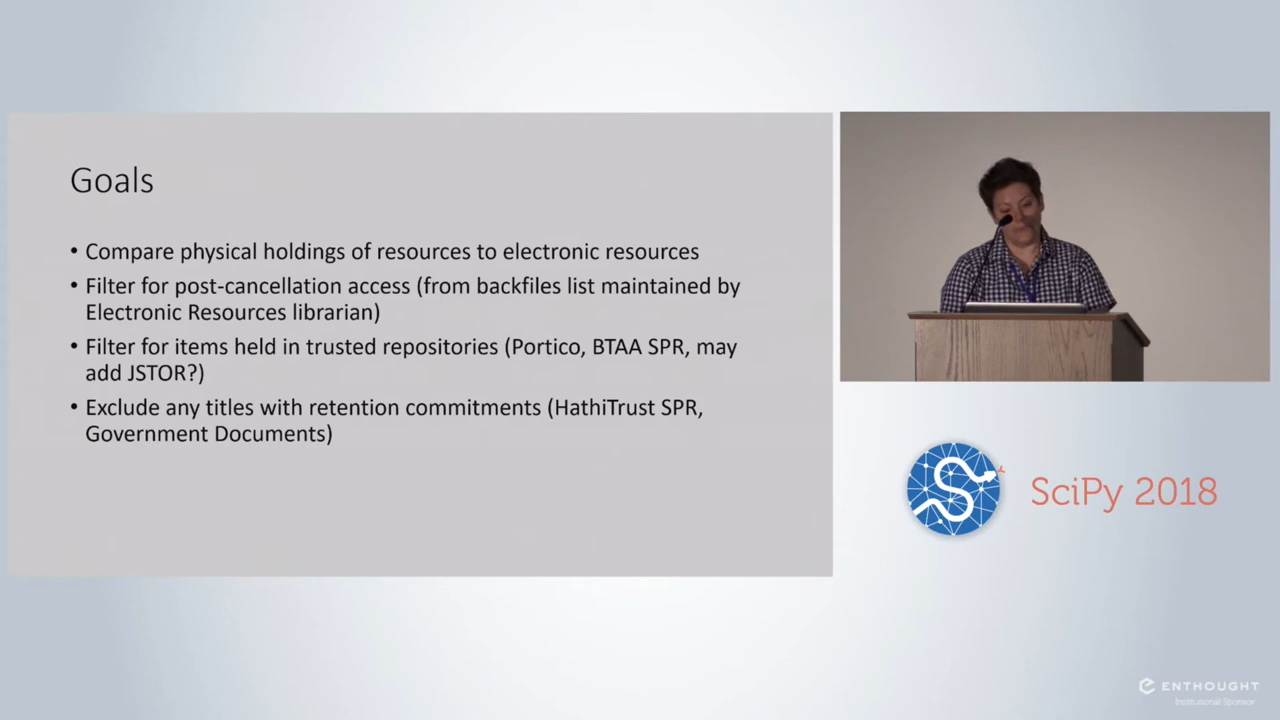 Goals
• Compare physical holdings of resources to electronic resources
• Filter for post-cancellation access (from backfiles list maintained by
Electronic Resources librarian)
• Filter for items held in trusted repositories (Portico, BTAA SPR, may
add JSTOR?)
• Exclude any titles with retention commitments (HathiTrust SPR,
Government Documents)
SciPy 2018
ENTHOUGHT
Institutional Sponsor